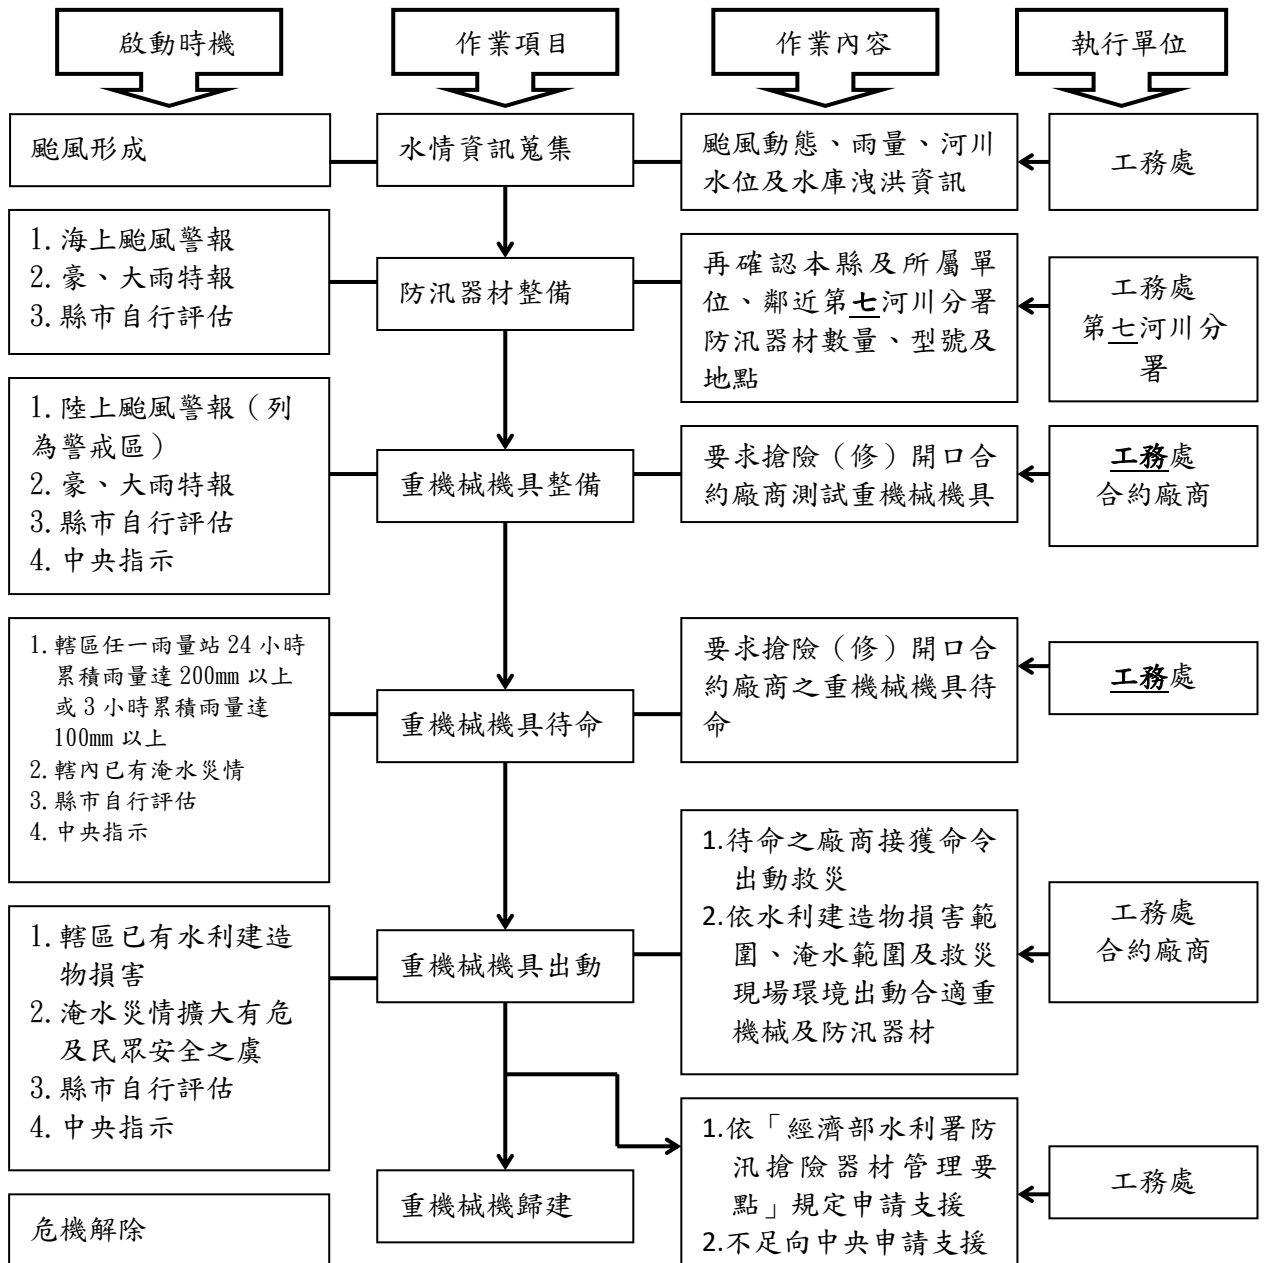 啟動時機
作業項目
作業內容
執行單位
颱風形成
水情資訊蒐集
颱風動態、雨量、河川
水位及水庫洩洪資訊
工務處
1. 海上颱風警報
2. 豪、大雨特報
3. 縣市自行評估
防汛器材整備
再確認本縣及所屬單
位、鄰近第七河川分署
防汛器材數量、型號及
地點
工務處
第七河川分
署
1. 陸上颱風警報（列
為警戒區）
2. 豪、大雨特報
3. 縣市自行評估
4. 中央指示
重機械機具整備
要求搶險（修）開口合
約廠商測試重機械機具
工務處
合約廠商
1. 轄區任一雨量站 24 小時
累積雨量達 200mm 以上
或 3 小時累積雨量達
100mm 以上
2. 轄內已有淹水災情
3. 縣市自行評估
4. 中央指示
重機械機具待命
要求搶險（修）開口合
約廠商之重機械機具待
命
工務處
1. 轄區已有水利建造
物損害
2. 淹水災情擴大有危
及民眾安全之虞
3. 縣市自行評估
4. 中央指示
重機械機具出動
1.待命之廠商接獲命令
出動救災
2.依水利建造物損害範
圍、淹水範圍及救災
現場環境出動合適重
機械及防汛器材
工務處
合約廠商
危機解除
重機械機歸建
1.依「經濟部水利署防
汛搶險器材管理要
點」規定申請支援
2.不足向中央申請支援
工務處